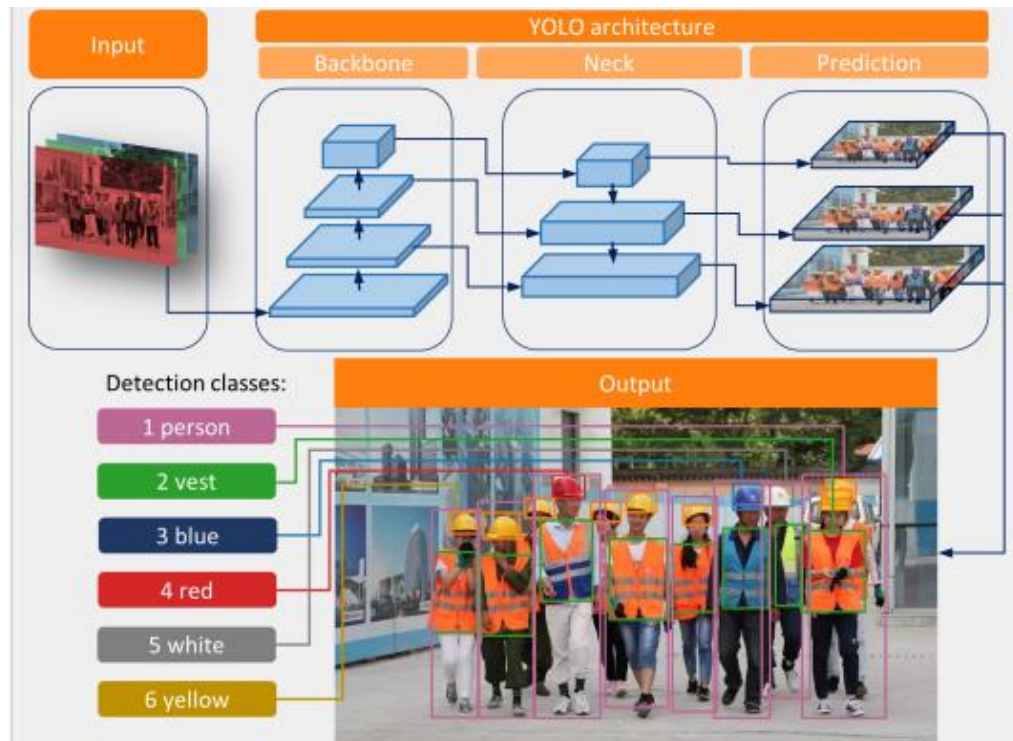 Input
YOLO architecture
Backbone
Neck
Prediction
Detection classes:
Output
1 person
2 vest
3 blue
4 red
5 white
6 yellow